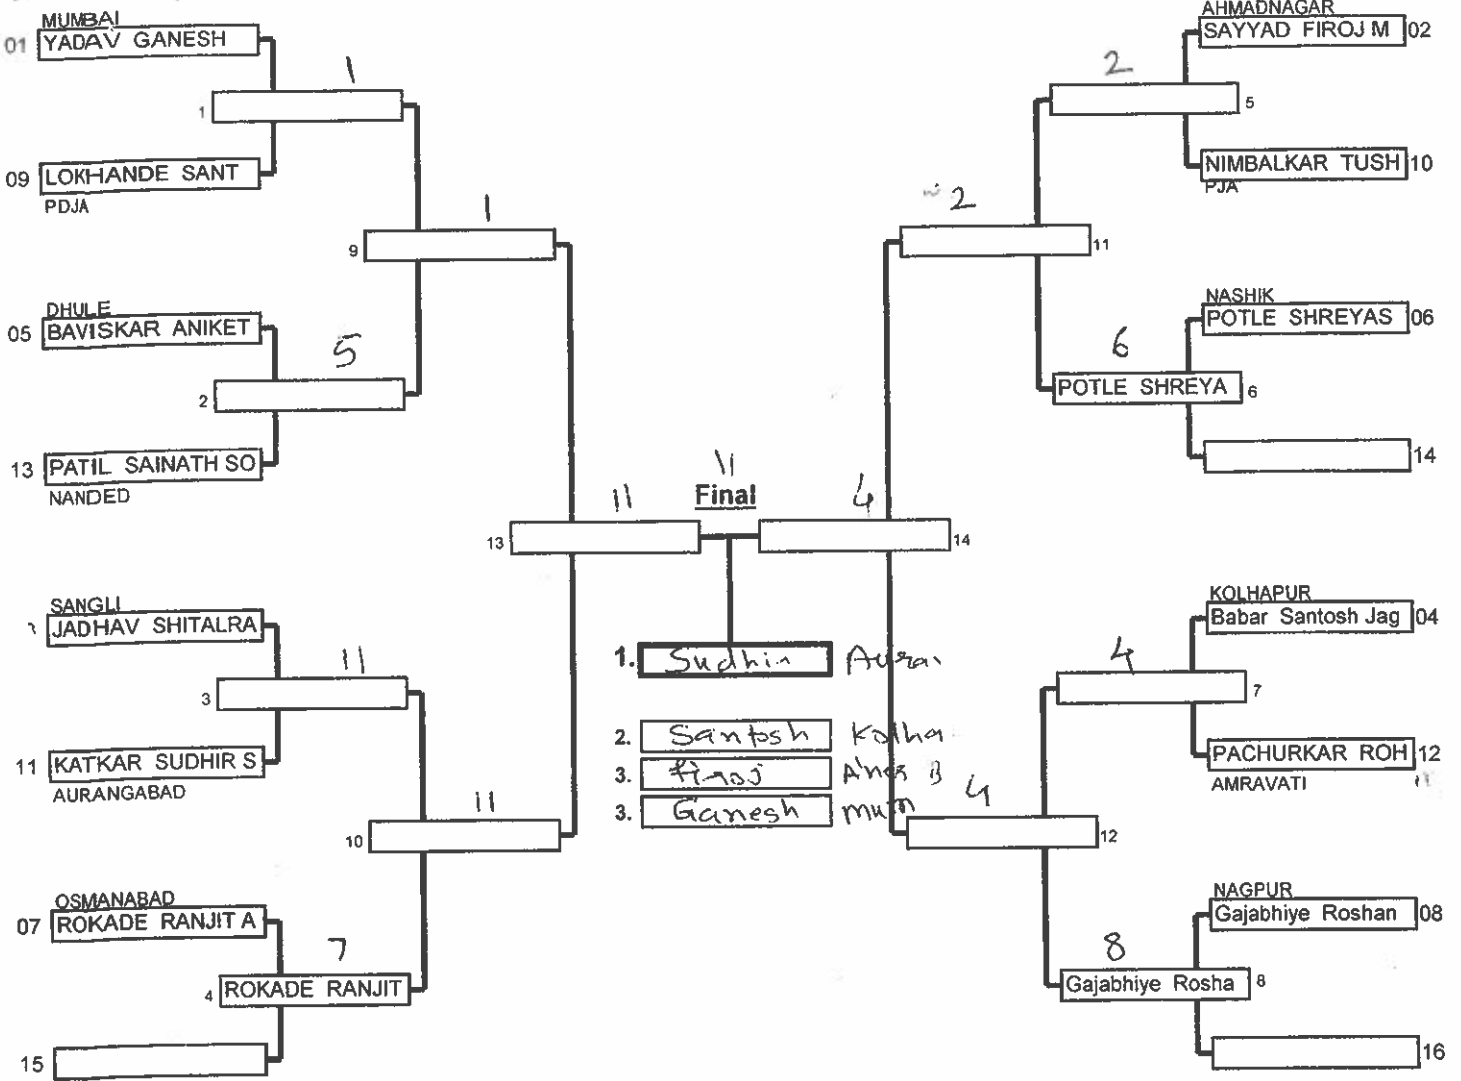 MUMBAI
01 YADAV GANESH
1
1
09 LOKHANDE SANT
PDJA
1
9
DHULE
05 BAVISKAR ANIKET
5
2
13 PATIL SAINATH SO
NANDED
11
13
SANGLI
JADHAV SHITALRA
11
3
11 KATKAR SUDHIR S
AURANGABAD
11
10
OSMANABAD
07 ROKADE RANJIT A
7
4 ROKADE RANJIT
15
11
Final
1. Sudhir
2. Santosh Kolha
3. Firoj
3. Ganesh Mum
AHMADNAGAR
SAYYAD FIROJ M 02
2
5
NIMBALKAR TUSH 10
PJA
2
11
NASHIK
POTLE SHREYAS 06
6
POTLE SHREYA 6
14
4
14
KOLHAPUR
Babar Santosh Jag 04
4
7
PACHURKAR ROH 12
AMRAVATI
4
12
NAGPUR
Gajabhiye Roshan 08
8
Gajabhiye Rosha 8
16